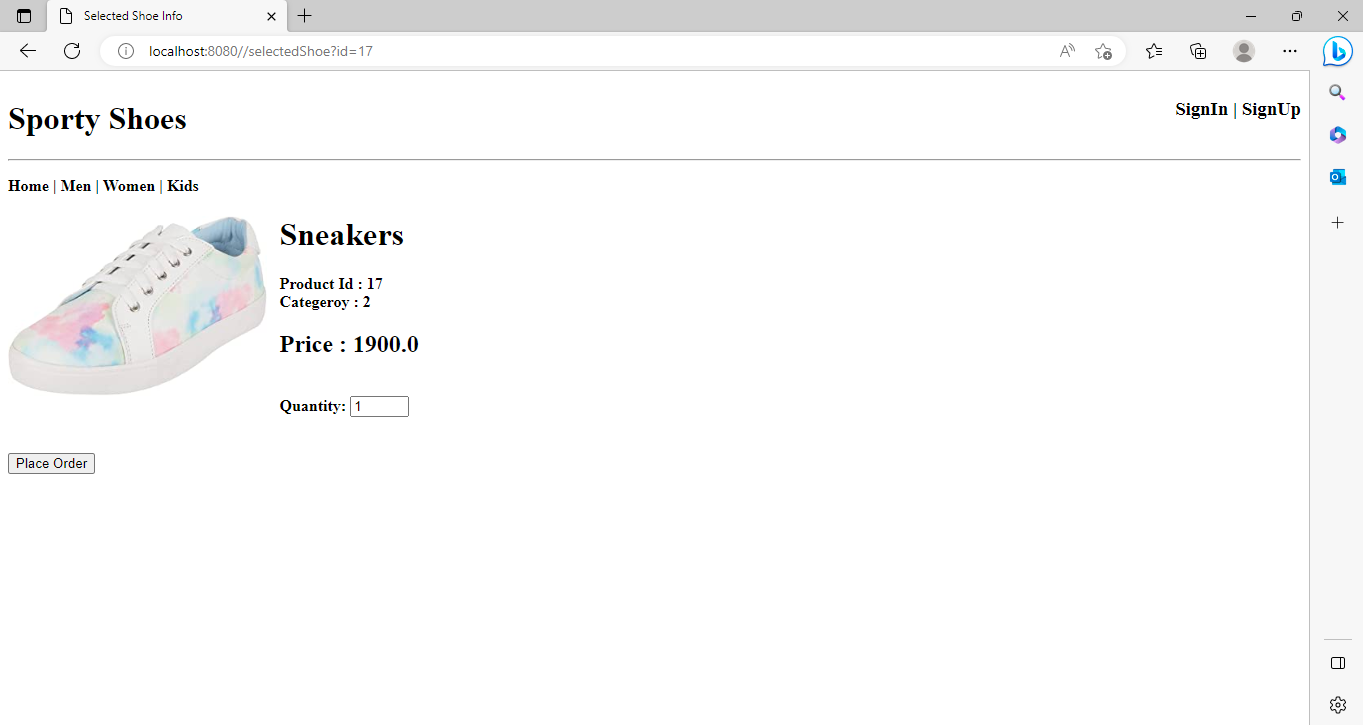 Selected Shoe Info
localhost:8080//selectedShoe?id=17
Sporty Shoes
SignIn | SignUp
Home | Men | Women | Kids
Sneakers
Product Id : 17
Categeroy : 2
Price : 1900.0
Quantity: 1
Place Order